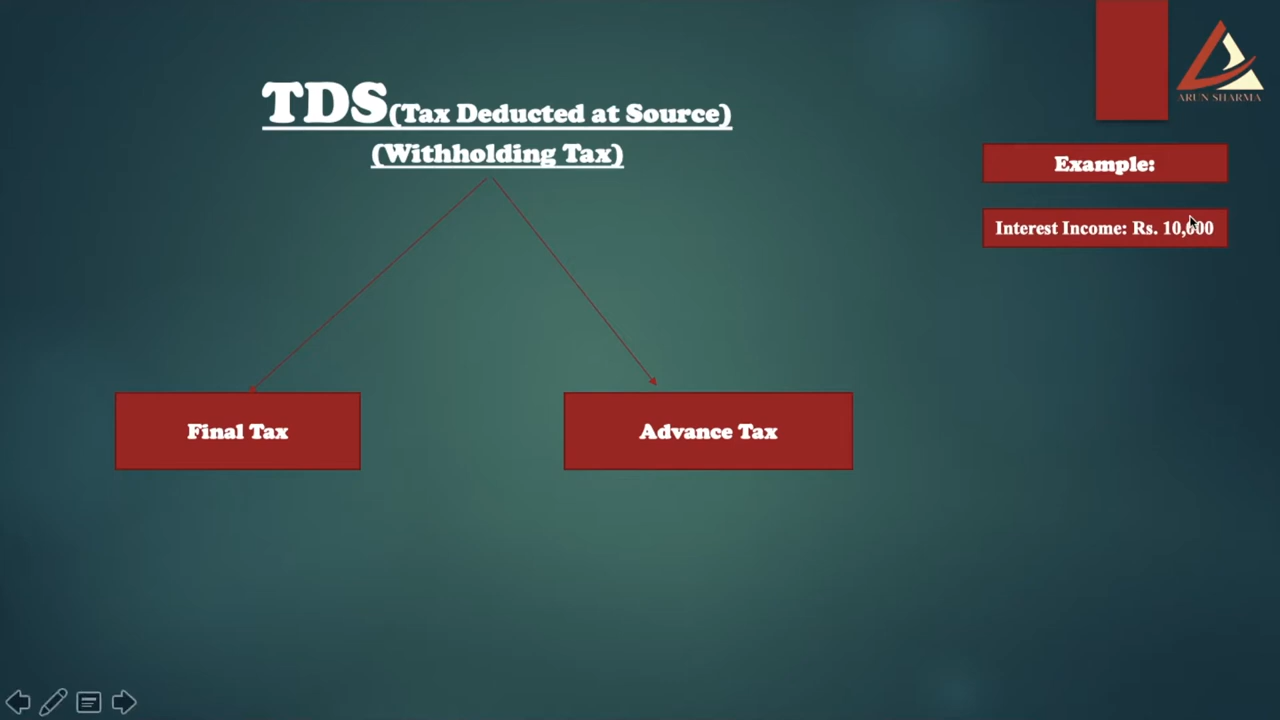 TDS(Tax Deducted at Source)
(Withholding Tax)
ARUN SHARMA
Example:
Interest Income: Rs. 10,000
Final Tax
Advance Tax